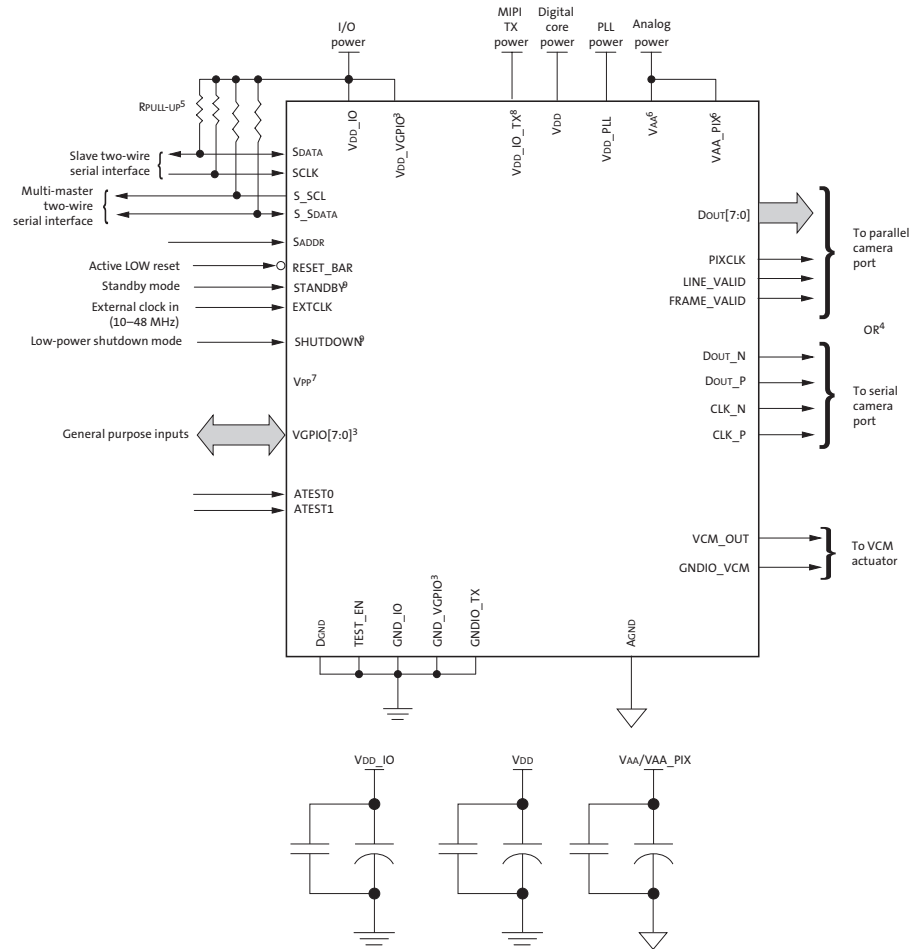 I/O
power
MIPI
TX
power
Digital
core
power
PLL
power
Analog
power
RPULL-UP5
VDD_IO
VDD_VGPIO3
VDD_IO_TX8
VDD
VDD_PLL
VAA6
VAA_PIX6
Slave two-wire
serial interface
SDATA
SCLK
Multi-master
two-wire
serial interface
S_SCL
S_SDATA
SADDR
Active LOW reset
RESET_BAR
Standby mode
STANDBY9
External clock in
(10–48 MHz)
EXTCLK
Low-power shutdown mode
SHUTDOWN9
VPP7
General purpose inputs
VGPIO[7:0]3
ATEST0
ATEST1
DOUT[7:0]
PIXCLK
LINE_VALID
FRAME_VALID
To parallel
camera
port
OR4
DOUT_N
DOUT_P
CLK_N
CLK_P
To serial
camera
port
VCM_OUT
GNDIO_VCM
To VCM
actuator
DGND
TEST_EN
GND_IO
GND_VGPIO3
GNDIO_TX
AGND
VDD_IO
VDD
VAA/VAA_PIX